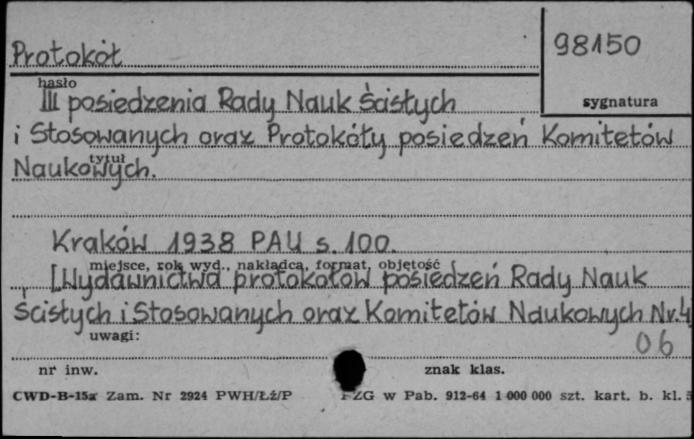 Protokół
98150
hasło
III posiedzenia Rady Nauk Ścisłych
sygnatura
i Stosowanych oraz Protokóły posiedzeń Komitetów
tytuł
Naukowych.
Kraków 1938 PAU s. 100.
miejsce, rok wyd., nakładca, format, objętość
[Wydawnictwa protokołów posiedzeń Rady Nauk
Ścisłych i Stosowanych oraz Komitetów Naukowych Nr. 4
uwagi:
06
nr inw.
znak klas.
CWD-B-15a Zam. Nr 2924 PWH/Łź/P
PZG w Pab. 912-64 1 000 000 szt. kart. b. kl.